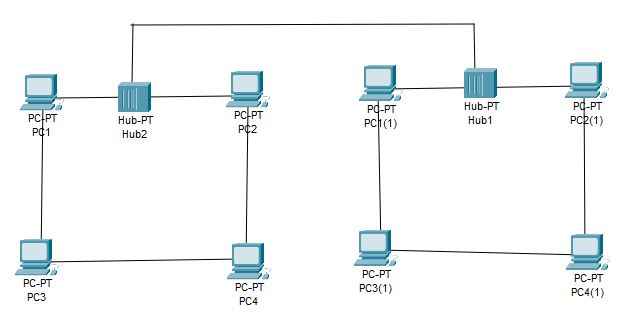 PC-PT
PC1
Hub-PT
Hub2
PC-PT
PC2
PC-PT
PC1(1)
Hub-PT
Hub1
PC-PT
PC2(1)
PC-PT
PC3
PC-PT
PC4
PC-PT
PC3(1)
PC-PT
PC4(1)